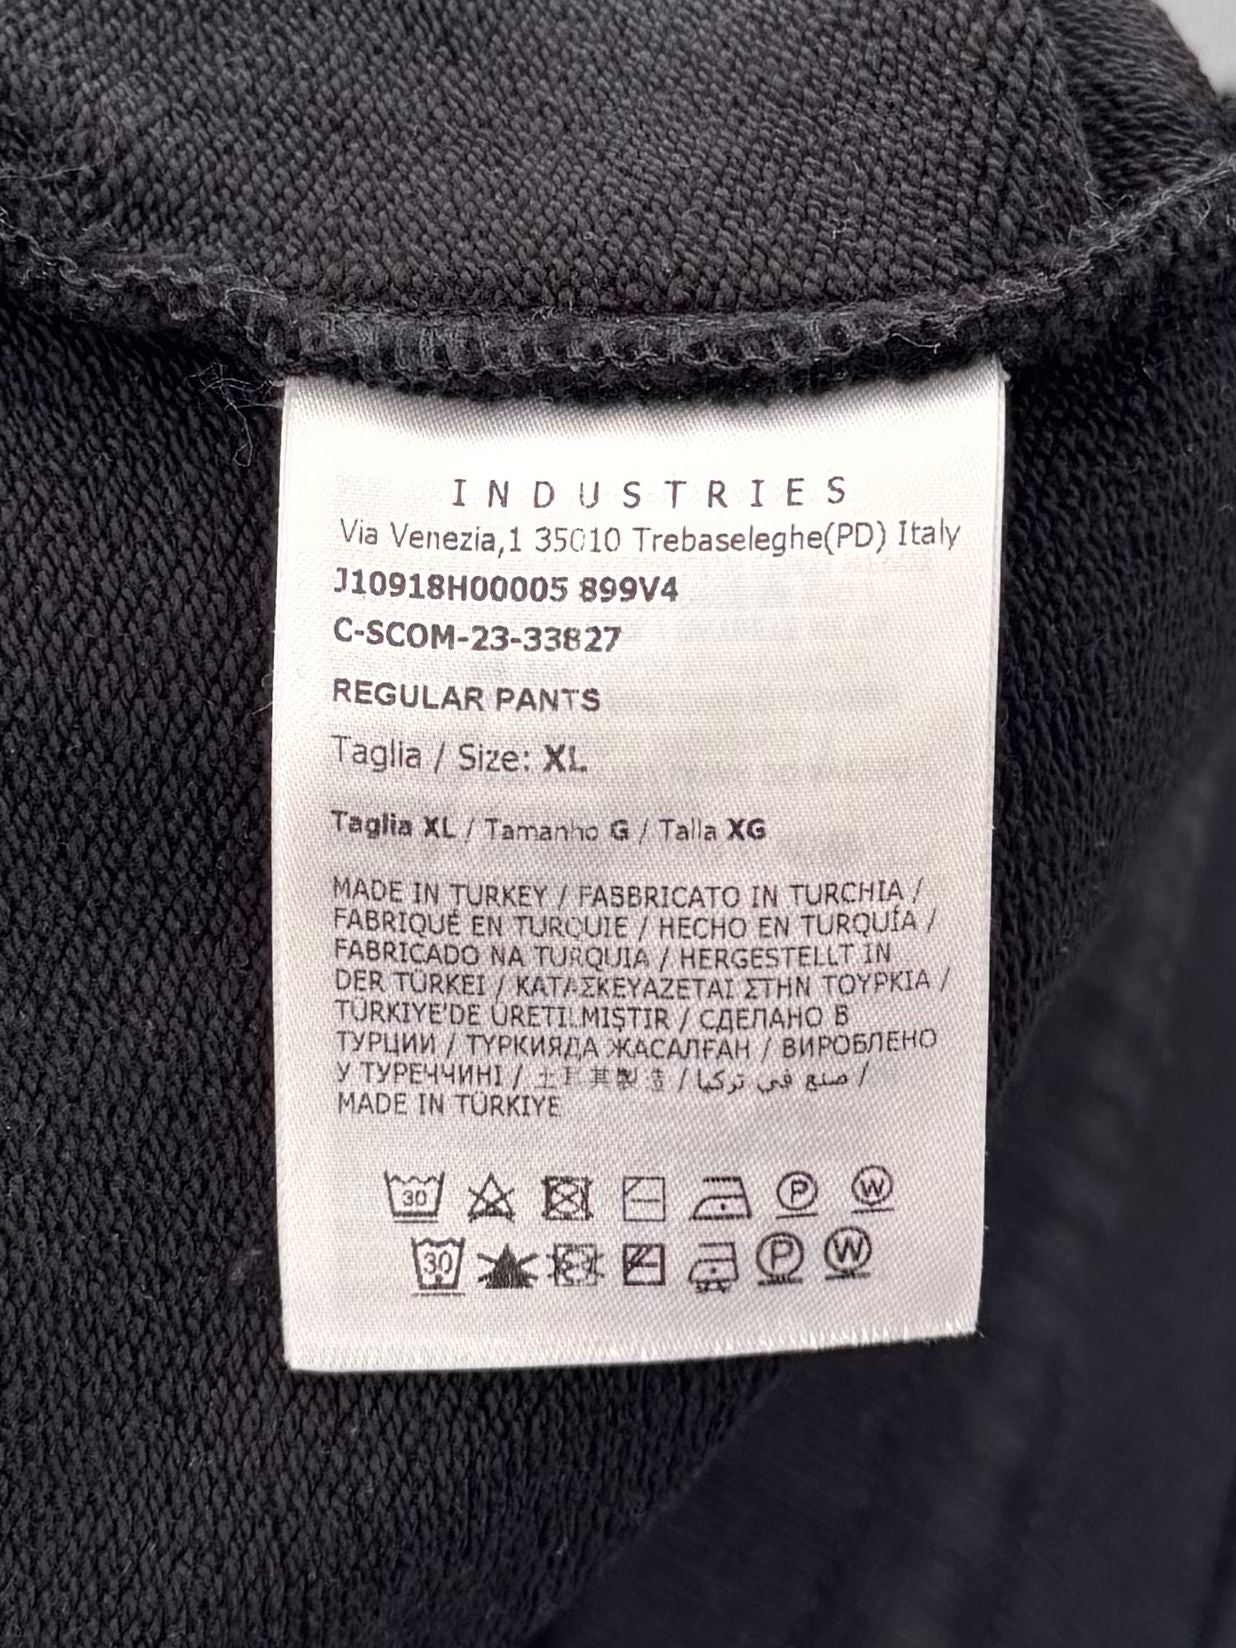 INDUSTRIES
Via Venezia,1 35010 Trebaseleghe(PD) Italy
J10918H00005 899V4
C-SCOM-23-33827
REGULAR PANTS
Taglia / Size: XL
Taglia XL / Tamanho G / Talla XG
MADE IN TURKEY / FABBRICATO IN TURCHIA /
FABRIQUÉ EN TURQUIE / HECHO EN TURQUÍA /
FABRICADO NA TURQUIA / HERGESTELLT IN
DER TÜRKEI / ΚΑΤΑΣΚΕΥΑΖΕΤΑΙ ΣΤΗΝ ΤΟΥΡΚΙΑ /
TÜRKIYE'DE ÜRETILMIŞTIR / СДЕЛАНО В
ТУРЦИИ / ТҮРКИЯДА ЖАСАЛҒАН / ВИРОБЛЕНО
У ТУРЕЧЧИНІ / 土耳其製造 / صنع في تركيا /
MADE IN TÜRKIYE
30 P W
30 P W